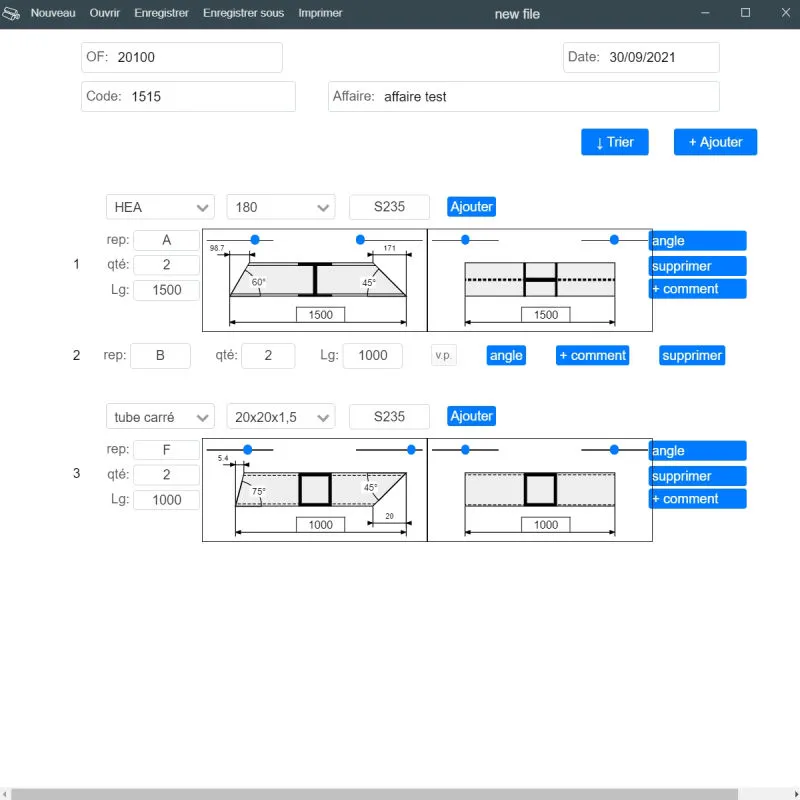 Nouveau Ouvrir Enregistrer Enregistrer sous Imprimer new file
OF: 20100 Date: 30/09/2021
Code: 1515 Affaire: affaire test
↓ Trier + Ajouter
HEA 180 S235 Ajouter
1
rep: A
qté: 2
Lg: 1500
98.7 171
60° 45°
1500
1500
angle
supprimer
+ comment
2 rep: B qté: 2 Lg: 1000 v.p. angle + comment supprimer
tube carré 20x20x1,5 S235 Ajouter
3
rep: F
qté: 2
Lg: 1000
5.4
75° 45°
20
1000
1000
angle
supprimer
+ comment